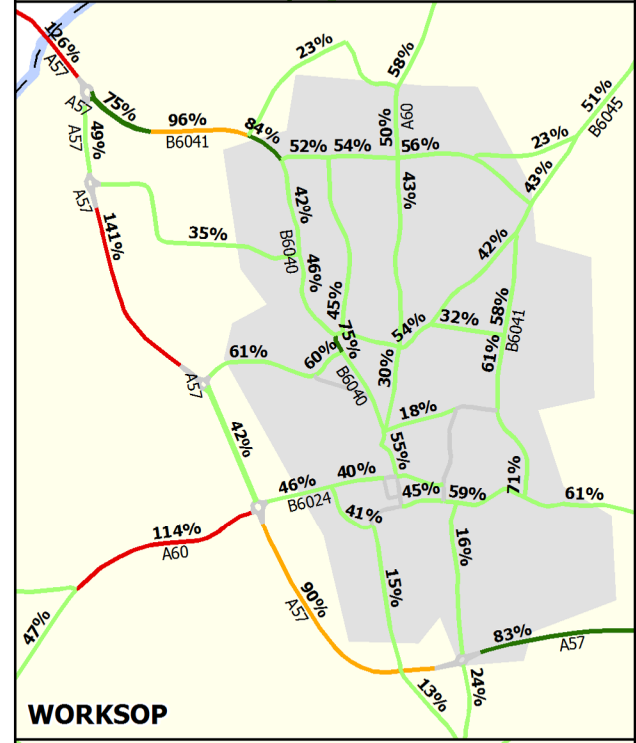 126%
A57
23%
58%
A57
75%
96%
B6041
84%
50%
A60
51%
B6045
A57
49%
52%
54%
56%
23%
43%
A57
42%
43%
141%
35%
B6040
46%
42%
45%
58%
B6041
75%
54%
32%
61%
60%
61%
30%
A57
B6040
18%
42%
55%
46%
40%
B6024
45%
59%
71%
61%
41%
114%
A60
16%
15%
90%
A57
47%
83%
A57
24%
13%
WORKSOP